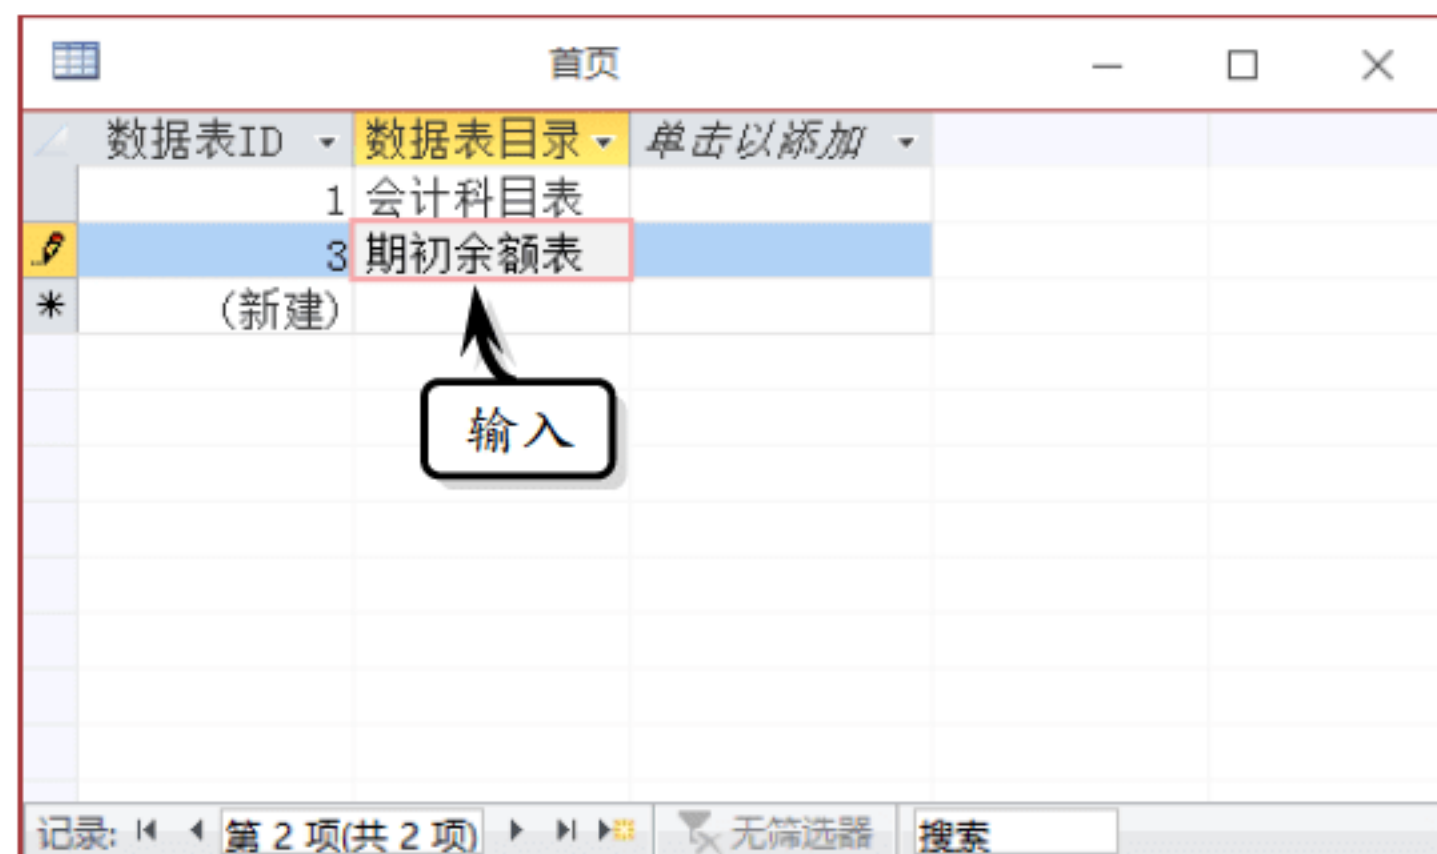 首页
数据表ID 数据表目录 单击以添加
1 会计科目表
3 期初余额表
(新建)
输入
记录: 第 2 项(共 2 项) 无筛选器 搜索